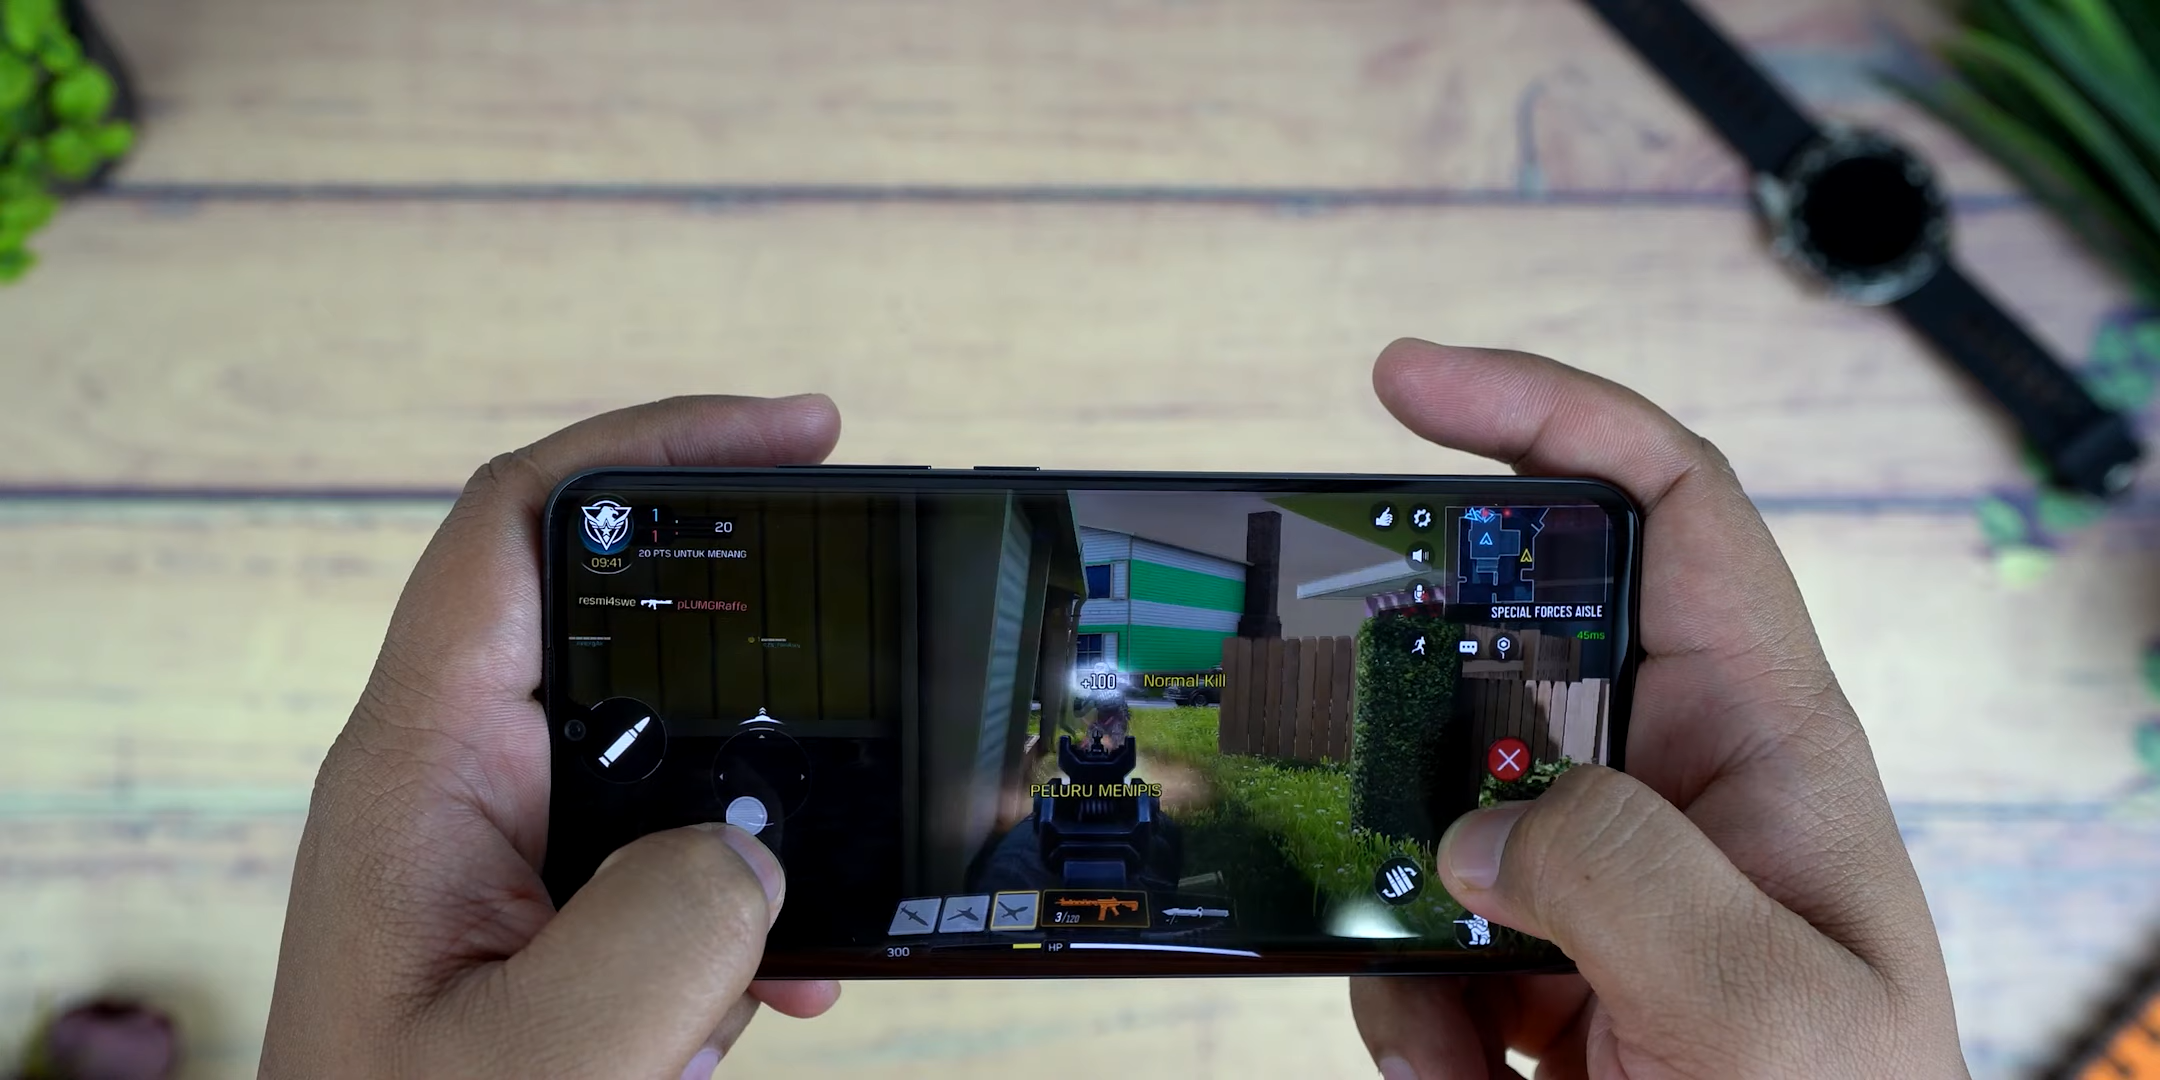 1
20
1
20 PTS UNTUK MENANG
09:41
resmi4swe pLUMGIRaffe
SPECIAL FORCES AISLE
45ms
+100 Normal Kill
PELURU MENIPIS
3/120
300 HP